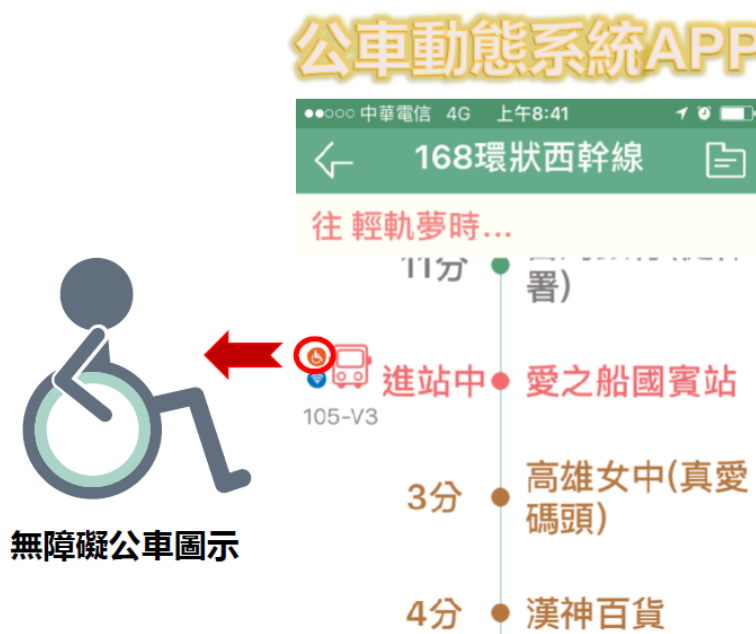 公車動態系統APP
中華電信 4G 上午8:41
168環狀西幹線
往 輕軌夢時...
11分
署)
進站中 愛之船國賓站
105-V3
3分 高雄女中(真愛
碼頭)
4分 漢神百貨
無障礙公車圖示